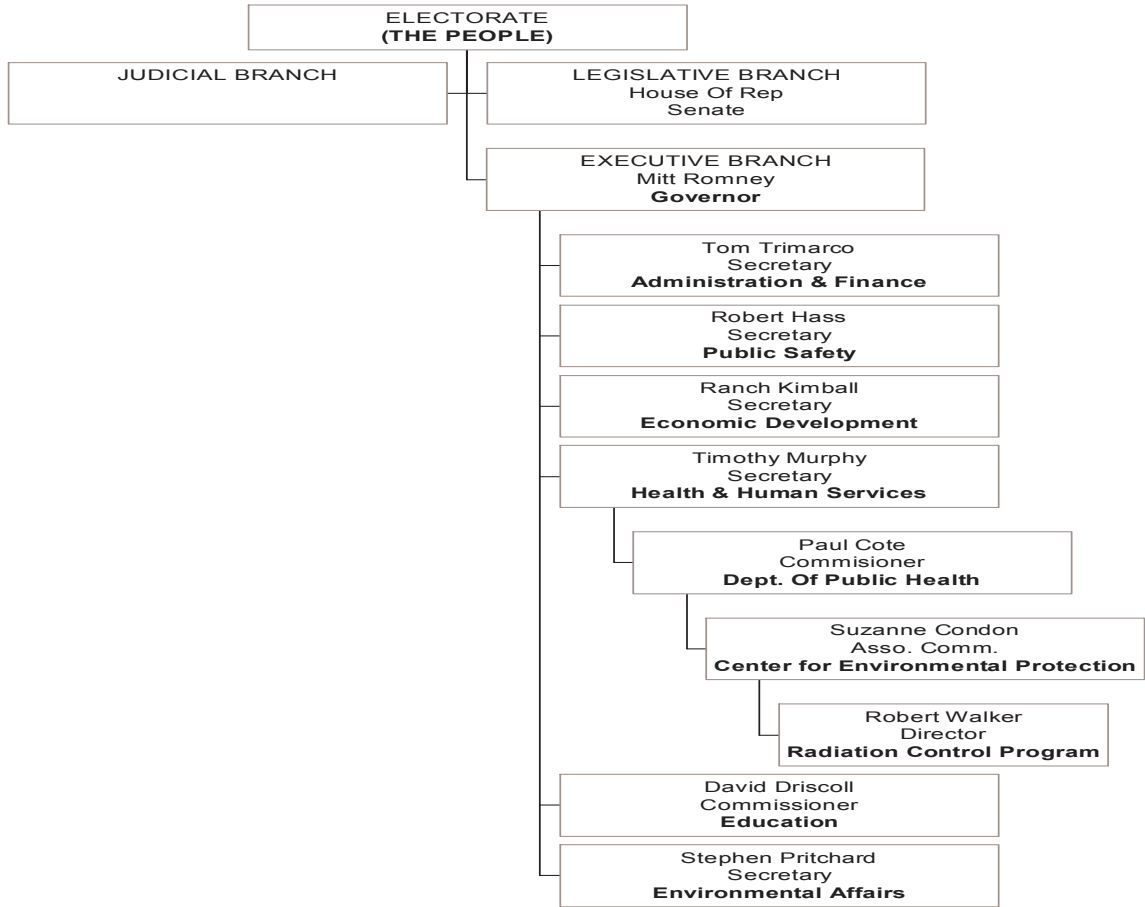 ELECTORATE
(THE PEOPLE)
JUDICIAL BRANCH
LEGISLATIVE BRANCH
House Of Rep
Senate
EXECUTIVE BRANCH
Mitt Romney
Governor
Tom Trimarco
Secretary
Administration & Finance
Robert Hass
Secretary
Public Safety
Ranch Kimball
Secretary
Economic Development
Timothy Murphy
Secretary
Health & Human Services
Paul Cote
Commisioner
Dept. Of Public Health
Suzanne Condon
Asso. Comm.
Center for Environmental Protection
Robert Walker
Director
Radiation Control Program
David Driscoll
Commissioner
Education
Stephen Pritchard
Secretary
Environmental Affairs